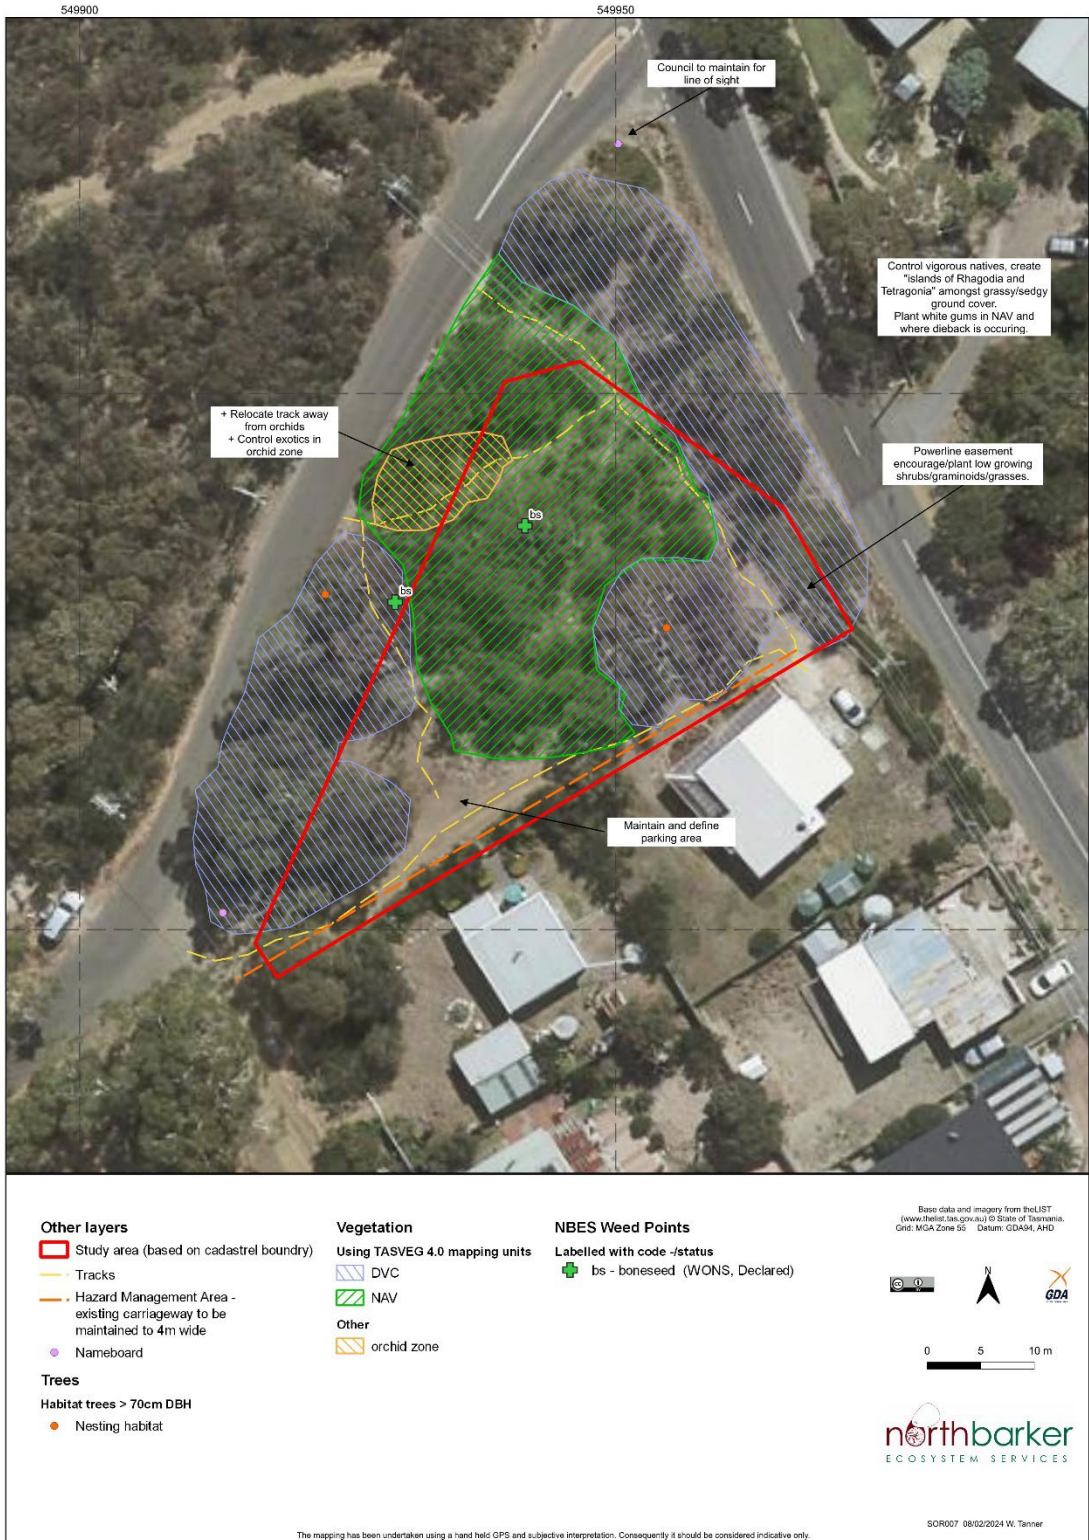 549900
549950
Council to maintain for
line of sight
Control vigorous natives, create
"islands of Rhagodia and
Tetragonia" amongst grassy/sedgy
ground cover.
Plant white gums in NAV and
where dieback is occuring.
+ Relocate track away
from orchids
+ Control exotics in
orchid zone
Powerline easement
encourage/plant low growing
shrubs/graminoids/grasses.
bs
bs
Maintain and define
parking area
Other layers
Study area (based on cadastrel boundry)
Tracks
Hazard Management Area -
existing carriageway to be
maintained to 4m wide
Nameboard
Trees
Habitat trees > 70cm DBH
Nesting habitat
Vegetation
Using TASVEG 4.0 mapping units
DVC
NAV
Other
orchid zone
NBES Weed Points
Labelled with code -/status
bs - boneseed (WONS, Declared)
Base data and imagery from theLIST
(www.thelist.tas.gov.au) © State of Tasmania.
Grid: MGA Zone 55 Datum: GDA94, AHD
cc
BY
N
GDA
0 5 10 m
northbarker
ECOSYSTEM SERVICES
SOR007 08/02/2024 W. Tanner
The mapping has been undertaken using a hand held GPS and subjective interpretation. Consequently it should be considered indicative only.